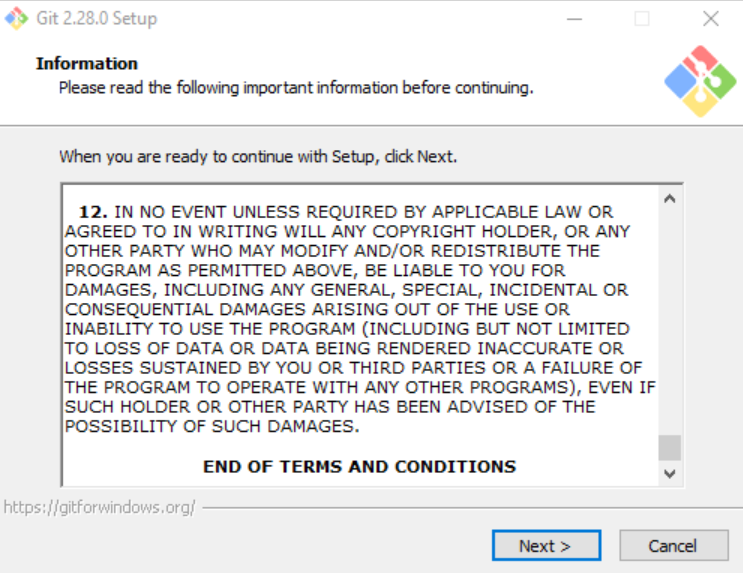 Git 2.28.0 Setup
Information
Please read the following important information before continuing.
When you are ready to continue with Setup, click Next.
12. IN NO EVENT UNLESS REQUIRED BY APPLICABLE LAW OR
AGREED TO IN WRITING WILL ANY COPYRIGHT HOLDER, OR ANY
OTHER PARTY WHO MAY MODIFY AND/OR REDISTRIBUTE THE
PROGRAM AS PERMITTED ABOVE, BE LIABLE TO YOU FOR
DAMAGES, INCLUDING ANY GENERAL, SPECIAL, INCIDENTAL OR
CONSEQUENTIAL DAMAGES ARISING OUT OF THE USE OR
INABILITY TO USE THE PROGRAM (INCLUDING BUT NOT LIMITED
TO LOSS OF DATA OR DATA BEING RENDERED INACCURATE OR
LOSSES SUSTAINED BY YOU OR THIRD PARTIES OR A FAILURE OF
THE PROGRAM TO OPERATE WITH ANY OTHER PROGRAMS), EVEN IF
SUCH HOLDER OR OTHER PARTY HAS BEEN ADVISED OF THE
POSSIBILITY OF SUCH DAMAGES.
END OF TERMS AND CONDITIONS
https://gitforwindows.org/
Next >
Cancel